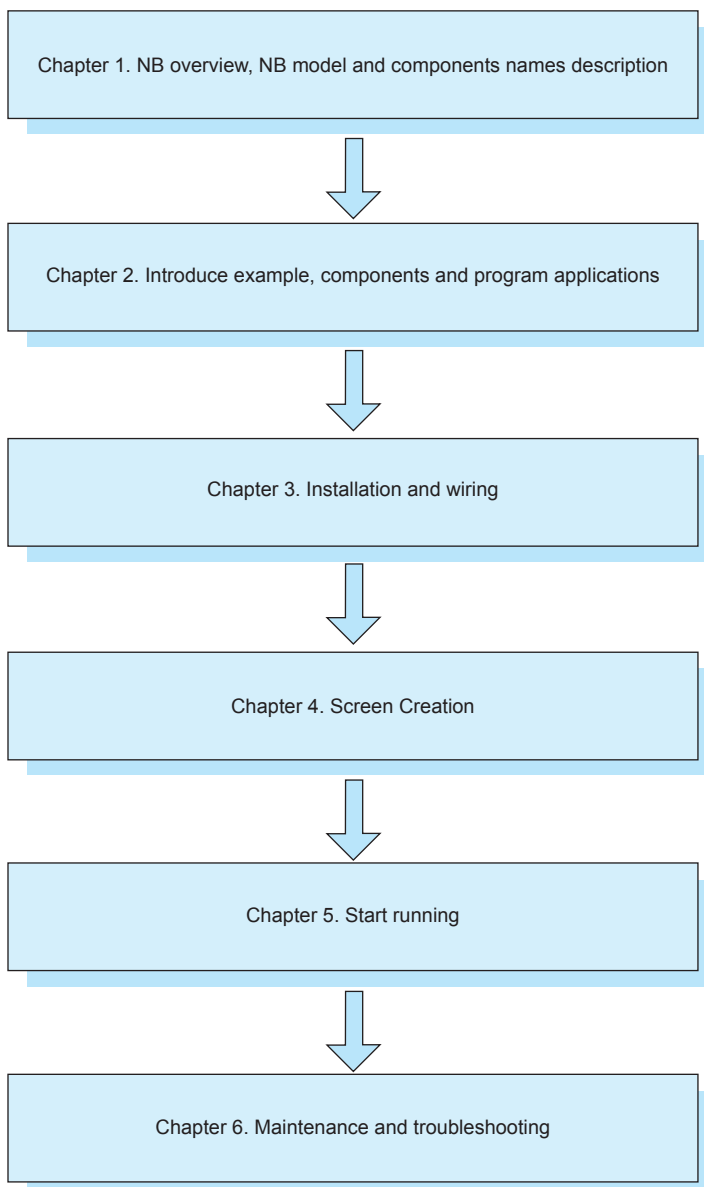 Chapter 1. NB overview, NB model and components names description
Chapter 2. Introduce example, components and program applications
Chapter 3. Installation and wiring
Chapter 4. Screen Creation
Chapter 5. Start running
Chapter 6. Maintenance and troubleshooting